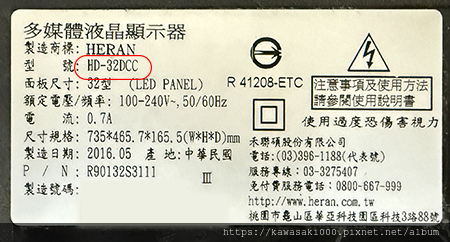 多媒體液晶顯示器
製造商標: HERAN
型 號: HD-32DCC
面板尺寸: 32型 (LED PANEL)
額定電壓/頻率: 100-240V~,50/60Hz
電 流: 0.7A
尺寸規格: 735*465.7*165.5(W*H*D)mm
製造日期: 2016.05 產 地:中華民國
P / N : R90132S3111 III
製造號碼:
R 41208-ETC
注意事項及使用方法
請參閱使用說明書
使用過度恐傷害視力
禾聯碩股份有限公司
電話:(03)396-1188(代表號)
服務專線: 03-3275407
免付費服務電話: 0800-667-999
http://www.heran.com.tw
桃園市龜山區華亞科技園區科技3路88號
https://kawasaki1000.pixnet.net/album